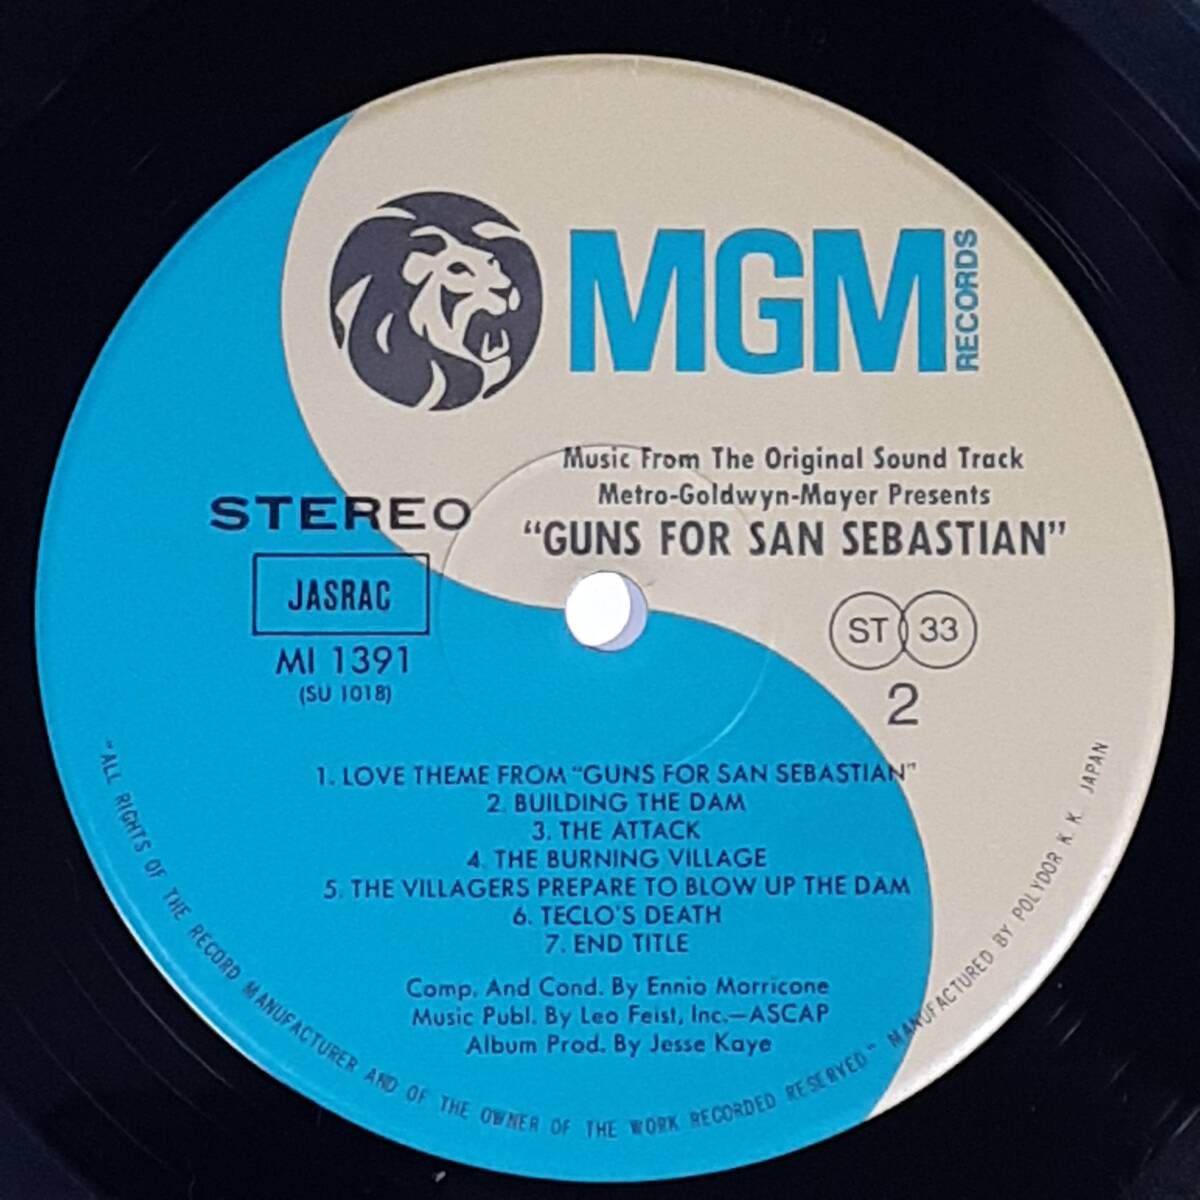 MGM
RECORDS
Music From The Original Sound Track
Metro-Goldwyn-Mayer Presents
"GUNS FOR SAN SEBASTIAN"
STEREO
JASRAC
MI 1391
(SU 1018)
ST 33
2
1. LOVE THEME FROM "GUNS FOR SAN SEBASTIAN"
2. BUILDING THE DAM
3. THE ATTACK
4. THE BURNING VILLAGE
5. THE VILLAGERS PREPARE TO BLOW UP THE DAM
6. TECLO'S DEATH
7. END TITLE
Comp. And Cond. By Ennio Morricone
Music Publ. By Leo Feist, Inc.—ASCAP
Album Prod. By Jesse Kaye
"ALL RIGHTS OF THE RECORD MANUFACTURER AND OF THE OWNER OF THE WORK RECORDED RESERVED" MANUFACTURED BY POLYDOR K. K. JAPAN